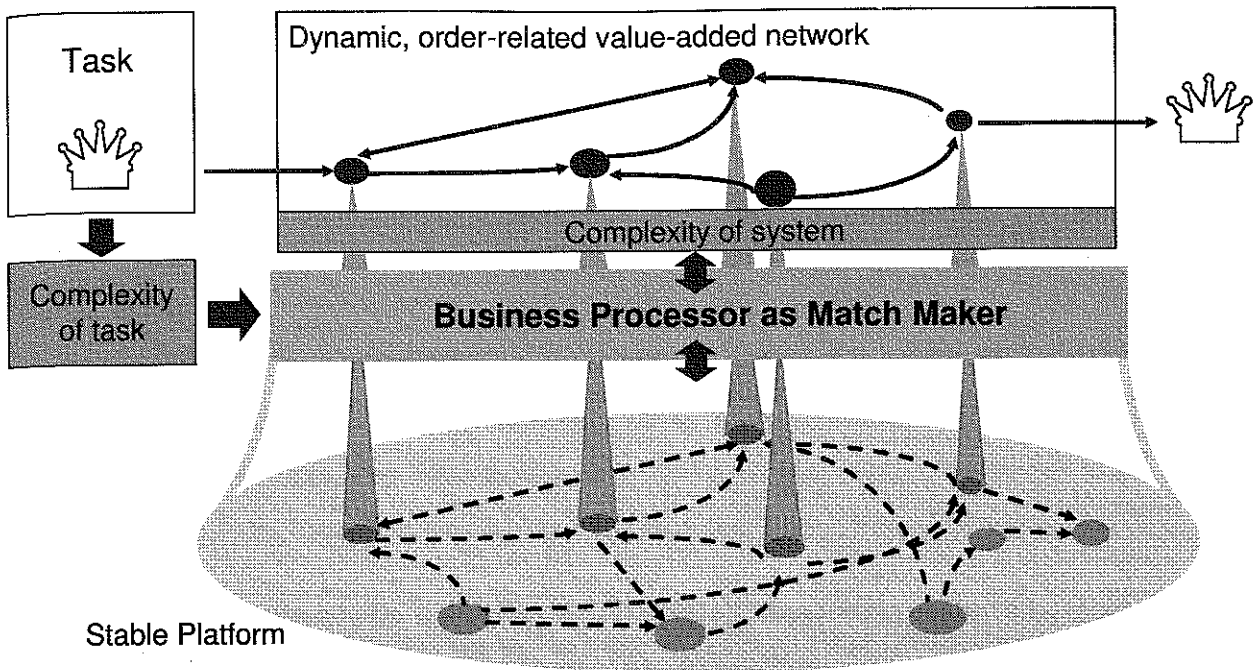 Task
Dynamic, order-related value-added network
Complexity of system
Complexity
of task
Business Processor as Match Maker
Stable Platform